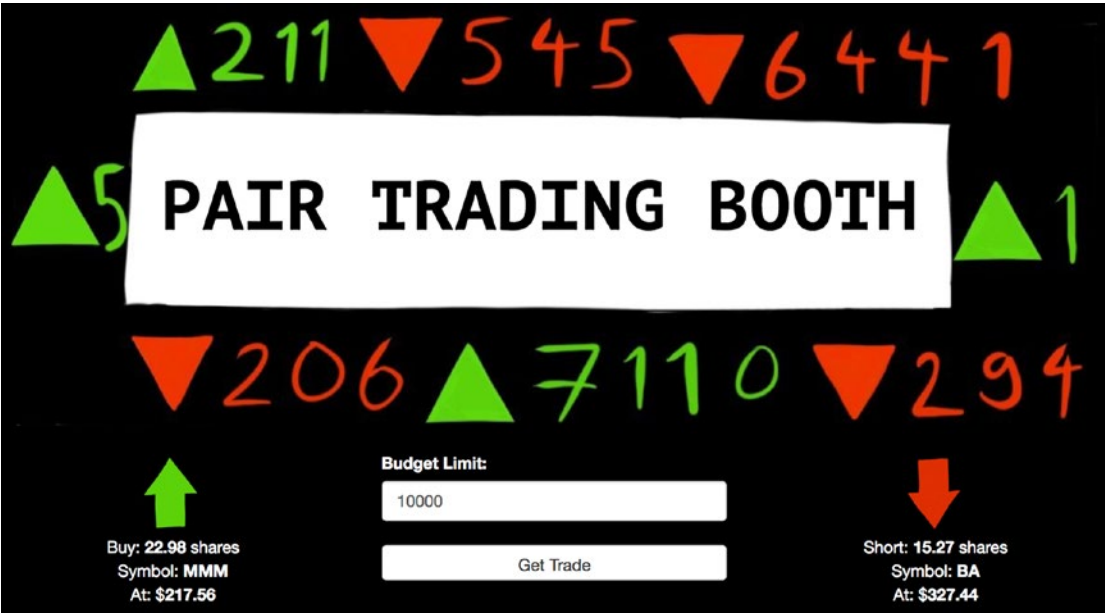 ▲211 ▼545 ▼6441
▲5 PAIR TRADING BOOTH ▲1
▼206 ▲7110 ▼294
Budget Limit:
10000
Get Trade
Buy: 22.98 shares
Symbol: MMM
At: $217.56
Short: 15.27 shares
Symbol: BA
At: $327.44